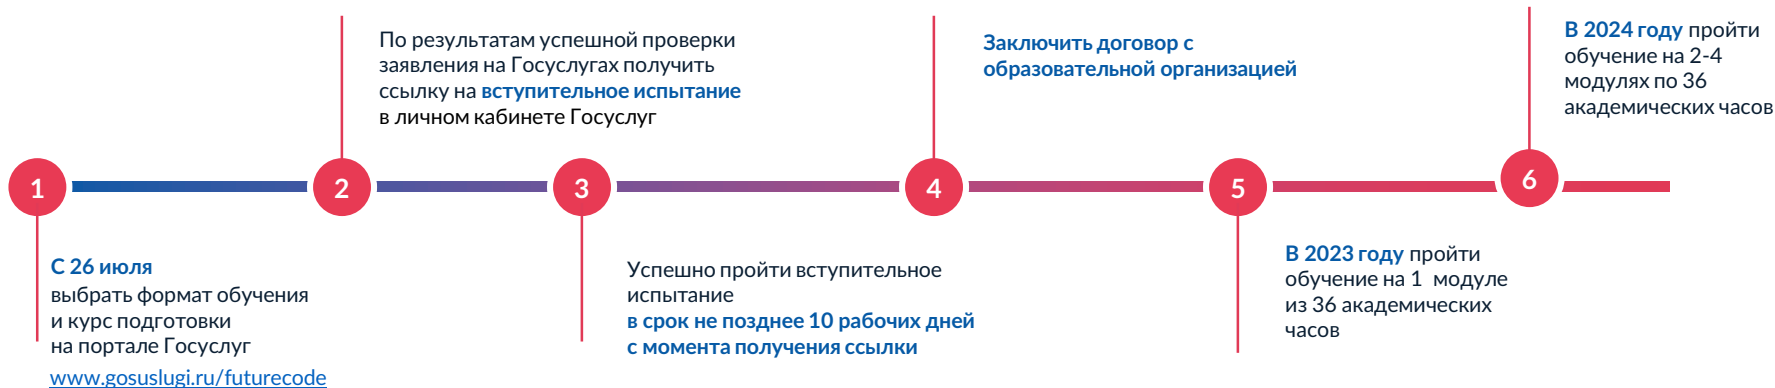 1
С 26 июля
выбрать формат обучения
и курс подготовки
на портале Госуслуг
www.gosuslugi.ru/futurecode
2
По результатам успешной проверки
заявления на Госуслугах получить
ссылку на вступительное испытание
в личном кабинете Госуслуг
3
Успешно пройти вступительное
испытание
в срок не позднее 10 рабочих дней
с момента получения ссылки
4
Заключить договор с
образовательной организацией
5
В 2023 году пройти
обучение на 1 модуле
из 36 академических
часов
6
В 2024 году пройти
обучение на 2-4
модулях по 36
академических часов